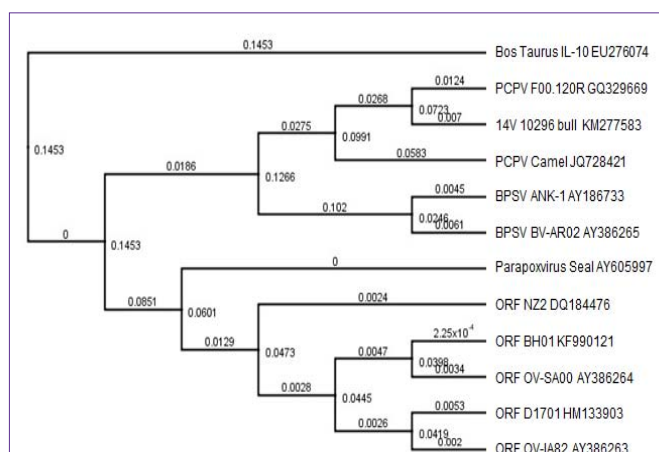 0.1453
Bos Taurus IL-10 EU276074
0.0124
PCPV F00.120R GQ329669
0.0268
0.0723
0.007
14V 10296 bull KM277583
0.0275
0.0991
0.0583
PCPV Camel JQ728421
0.1453
0.0186
0.1266
0.0045
BPSV ANK-1 AY186733
0.102
0.0246
0.0061
BPSV BV-AR02 AY386265
0
0.1453
0
Parapoxvirus Seal AY605997
0.0851
0.0601
0.0024
ORF NZ2 DQ184476
0.0129
0.0473
2.25x10⁻⁴
ORF BH01 KF990121
0.0047
0.0398
0.0034
ORF OV-SA00 AY386264
0.0028
0.0445
0.0053
ORF D1701 HM133903
0.0026
0.0419
0.002
ORF OV-IA82 AY386263